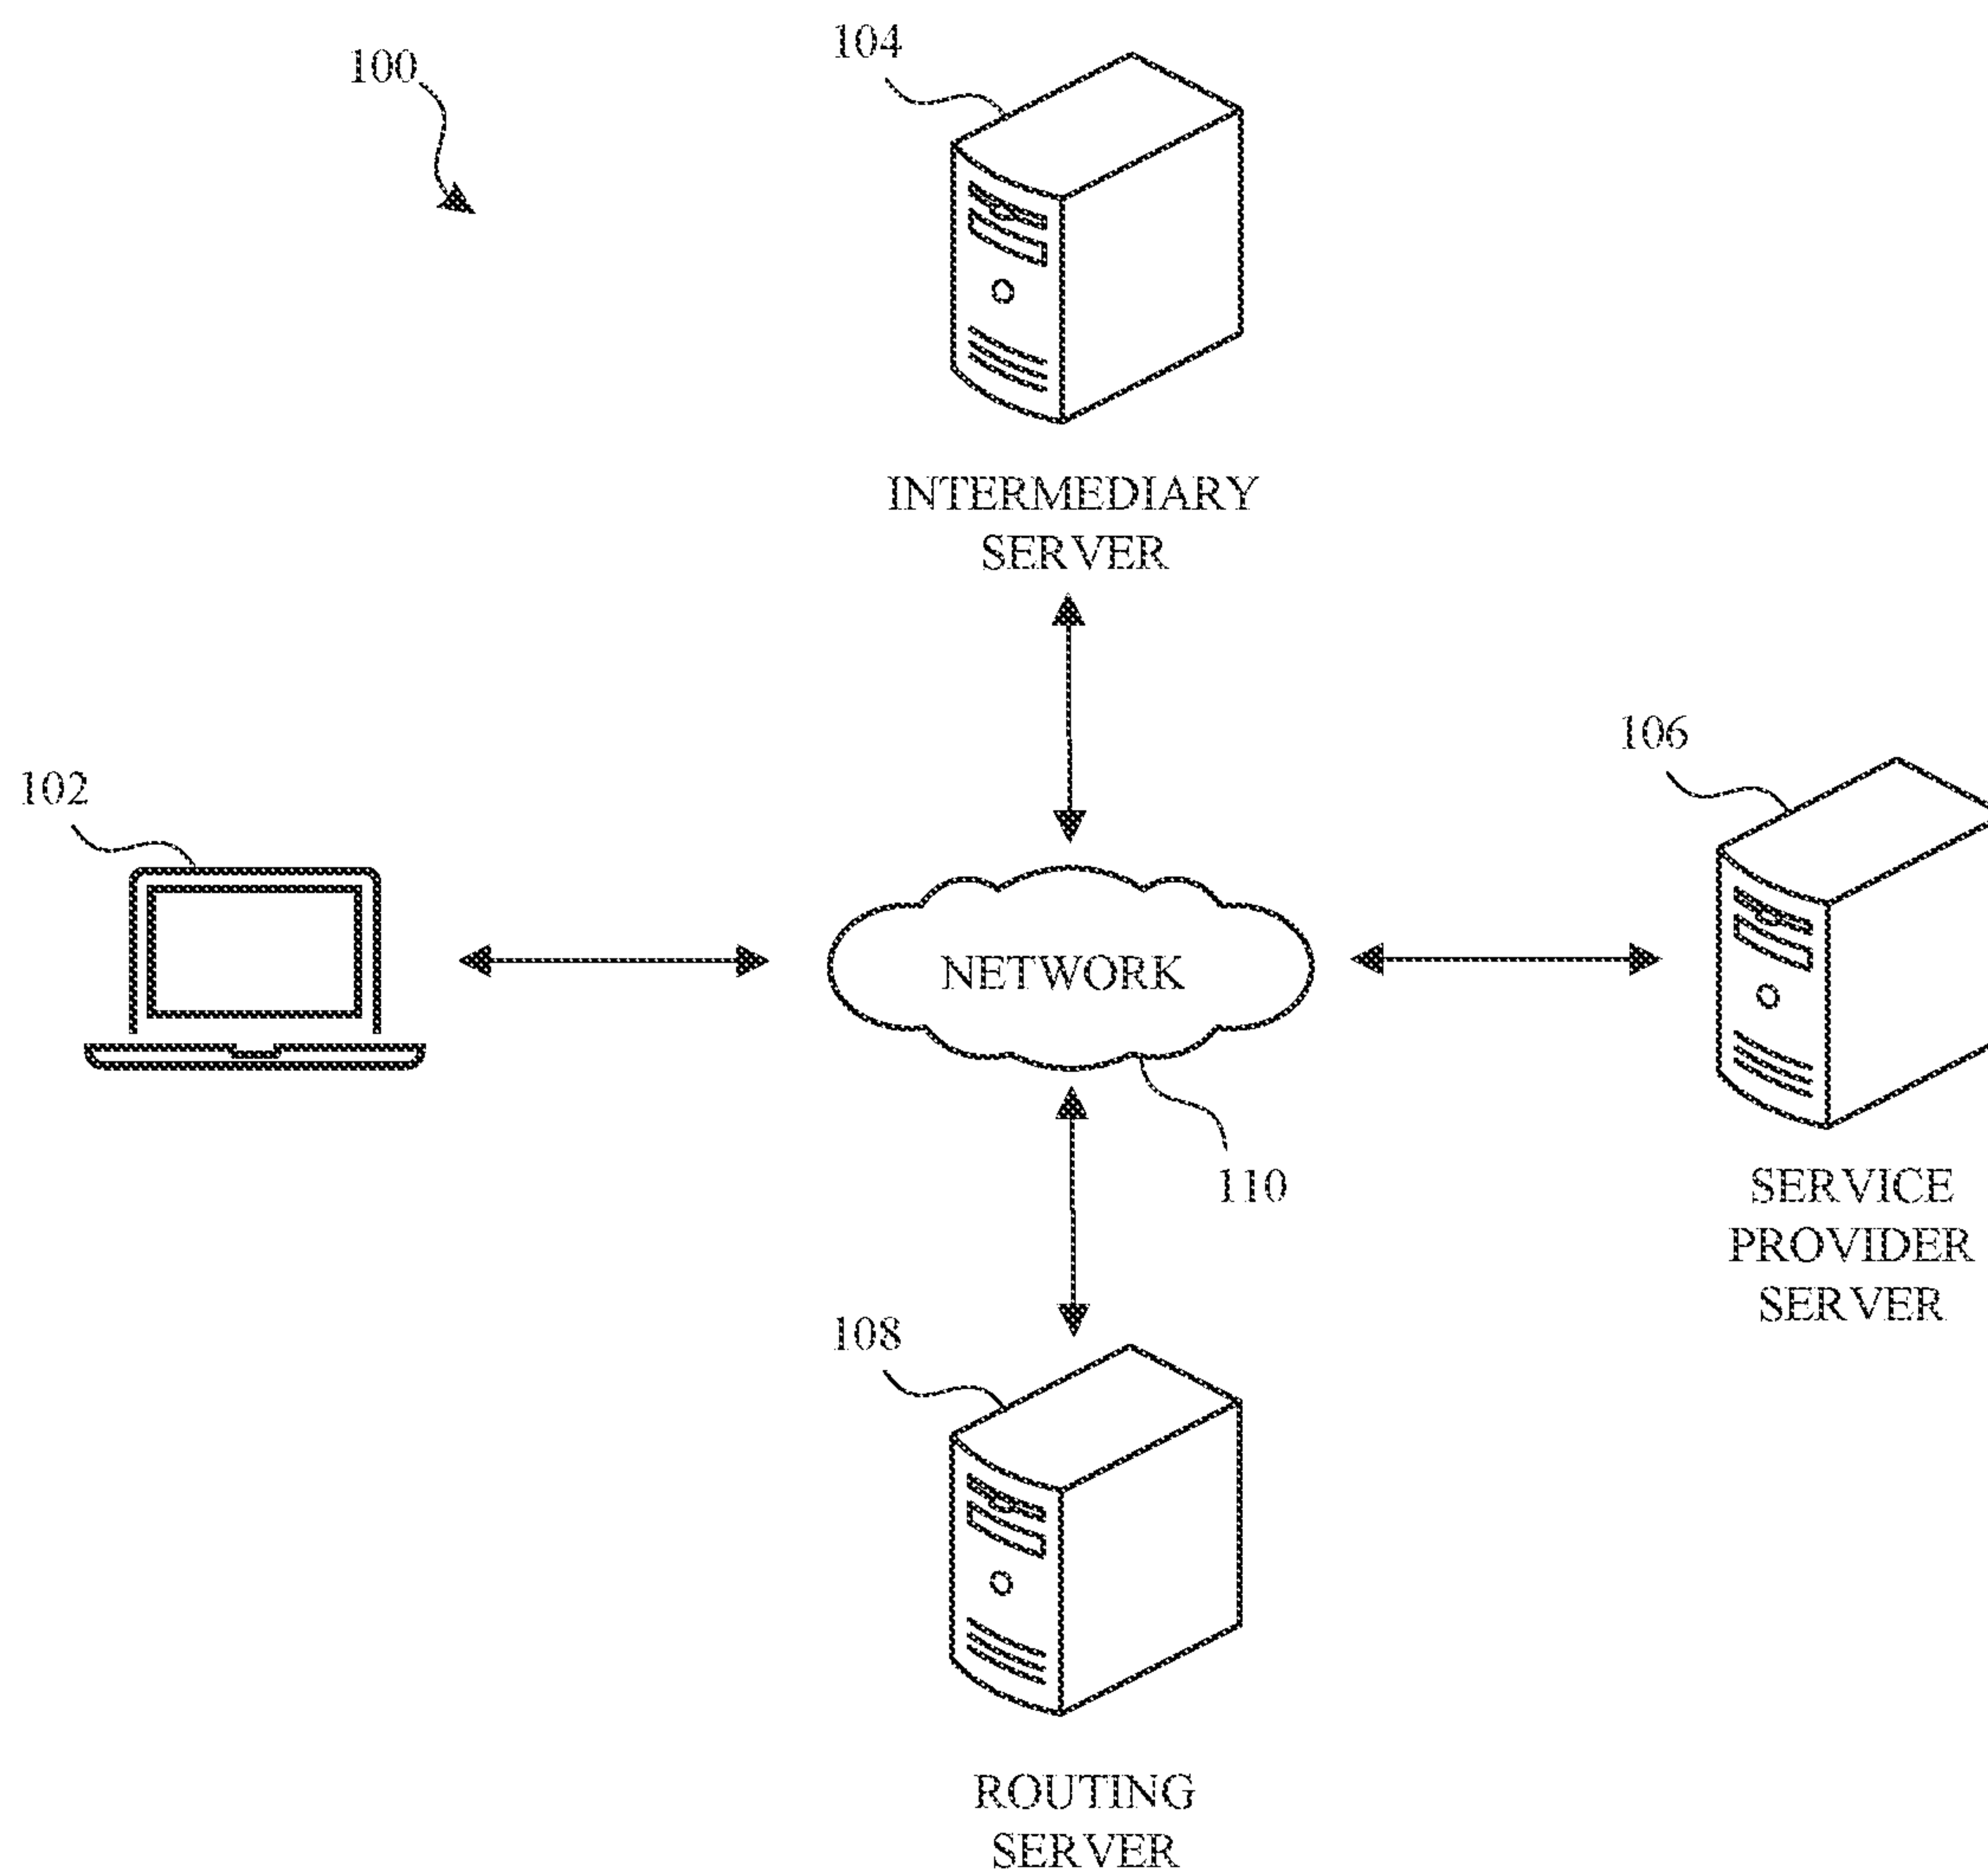 100
104
INTERMEDIARY
SERVER
106
102
NETWORK
110
SERVICE
PROVIDER
SERVER
108
ROUTING
SERVER